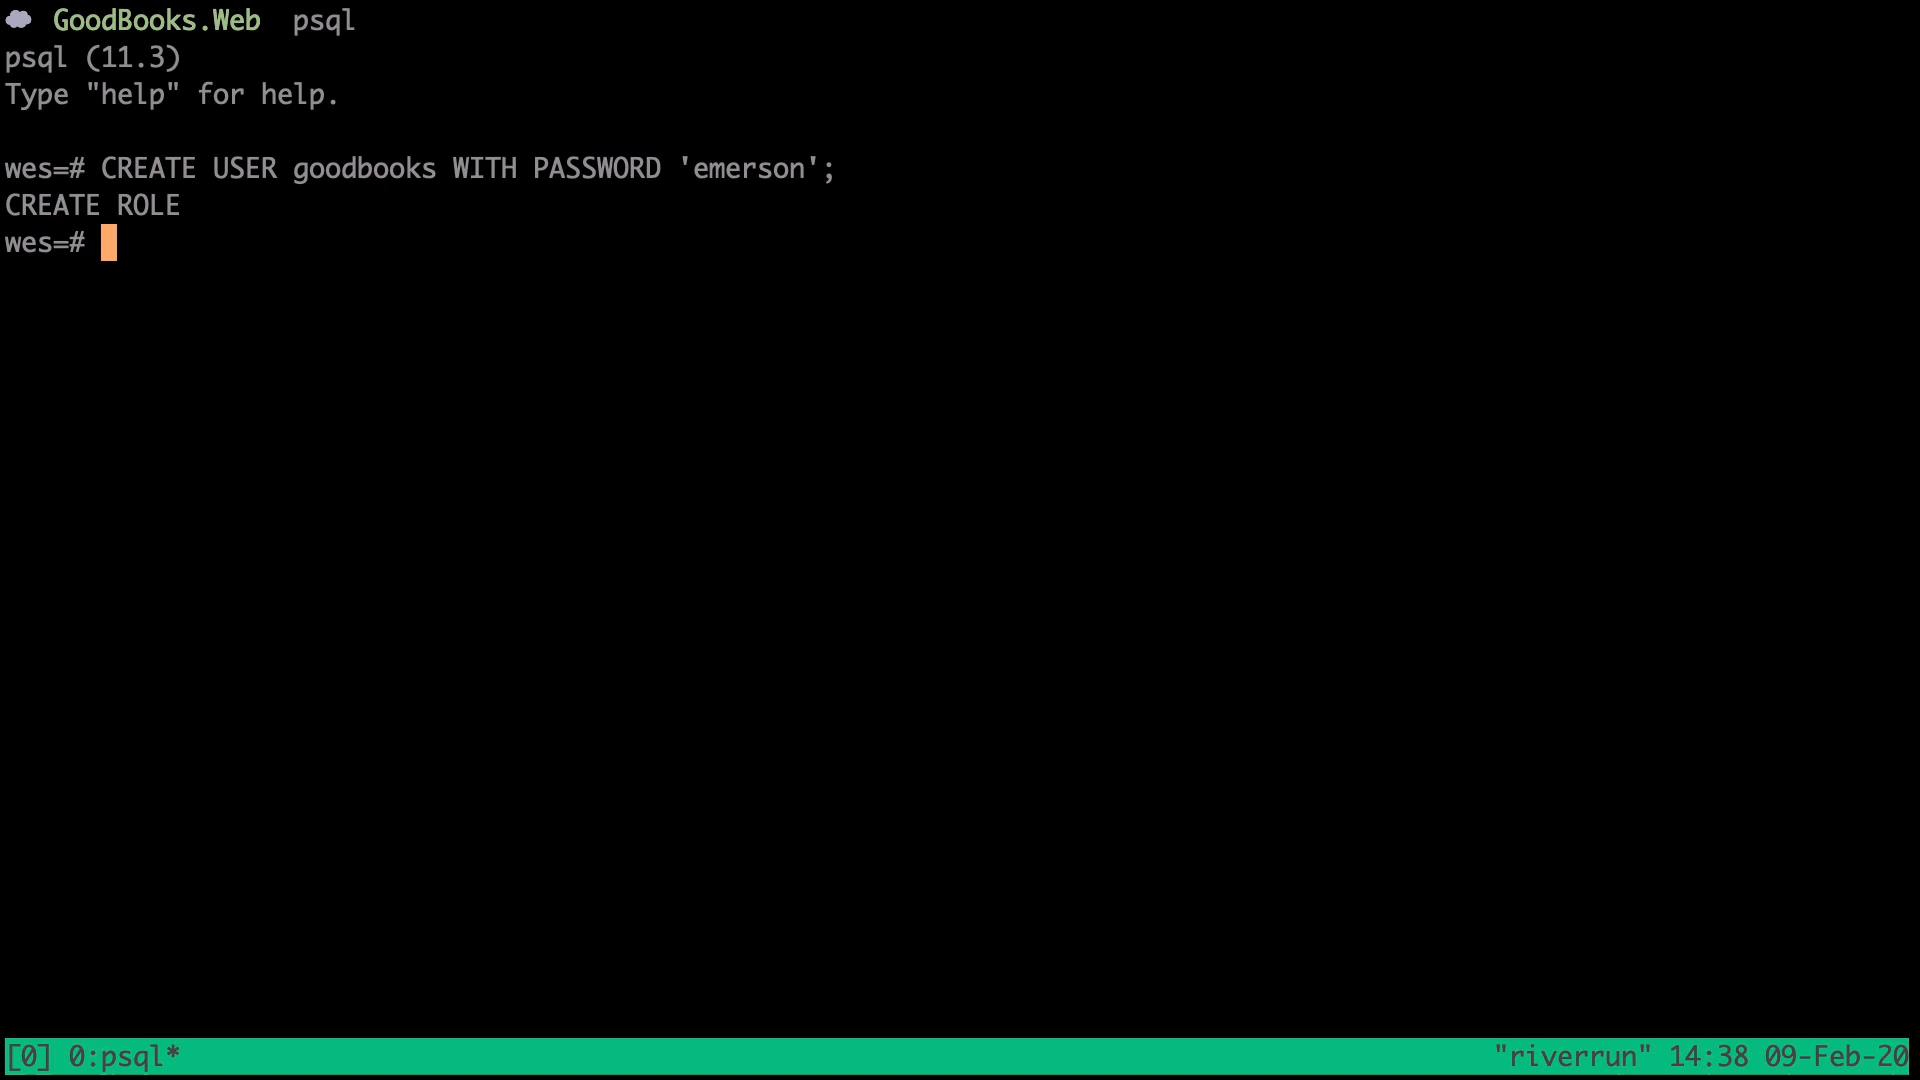 GoodBooks.Web  psql
psql (11.3)
Type "help" for help.
wes=# CREATE USER goodbooks WITH PASSWORD 'emerson';
CREATE ROLE
wes=#
[0] 0:psql*
"riverrun" 14:38 09-Feb-20